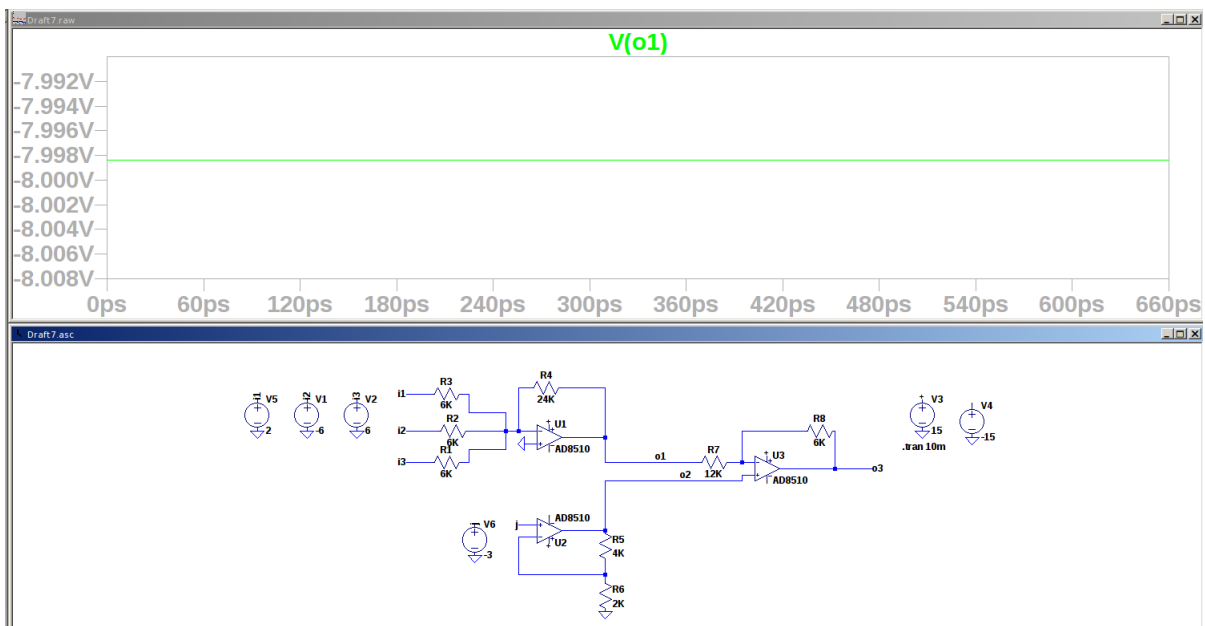 Draft7.raw
V(o1)
-7.992V
-7.994V
-7.996V
-7.998V
-8.000V
-8.002V
-8.004V
-8.006V
-8.008V
0ps 60ps 120ps 180ps 240ps 300ps 360ps 420ps 480ps 540ps 600ps 660ps
Draft7.asc
i1 V5 2
i2 V1 -6
i3 V2 6
i1 R3 6K
i2 R2 6K
i3 R1 6K
R4 24K
U1 AD8510
o1
o2
R7 12K
R8 6K
U3 AD8510
o3
V3 15
V4 -15
.tran 10m
j V6 -3
j AD8510 U2
R5 4K
R6 2K